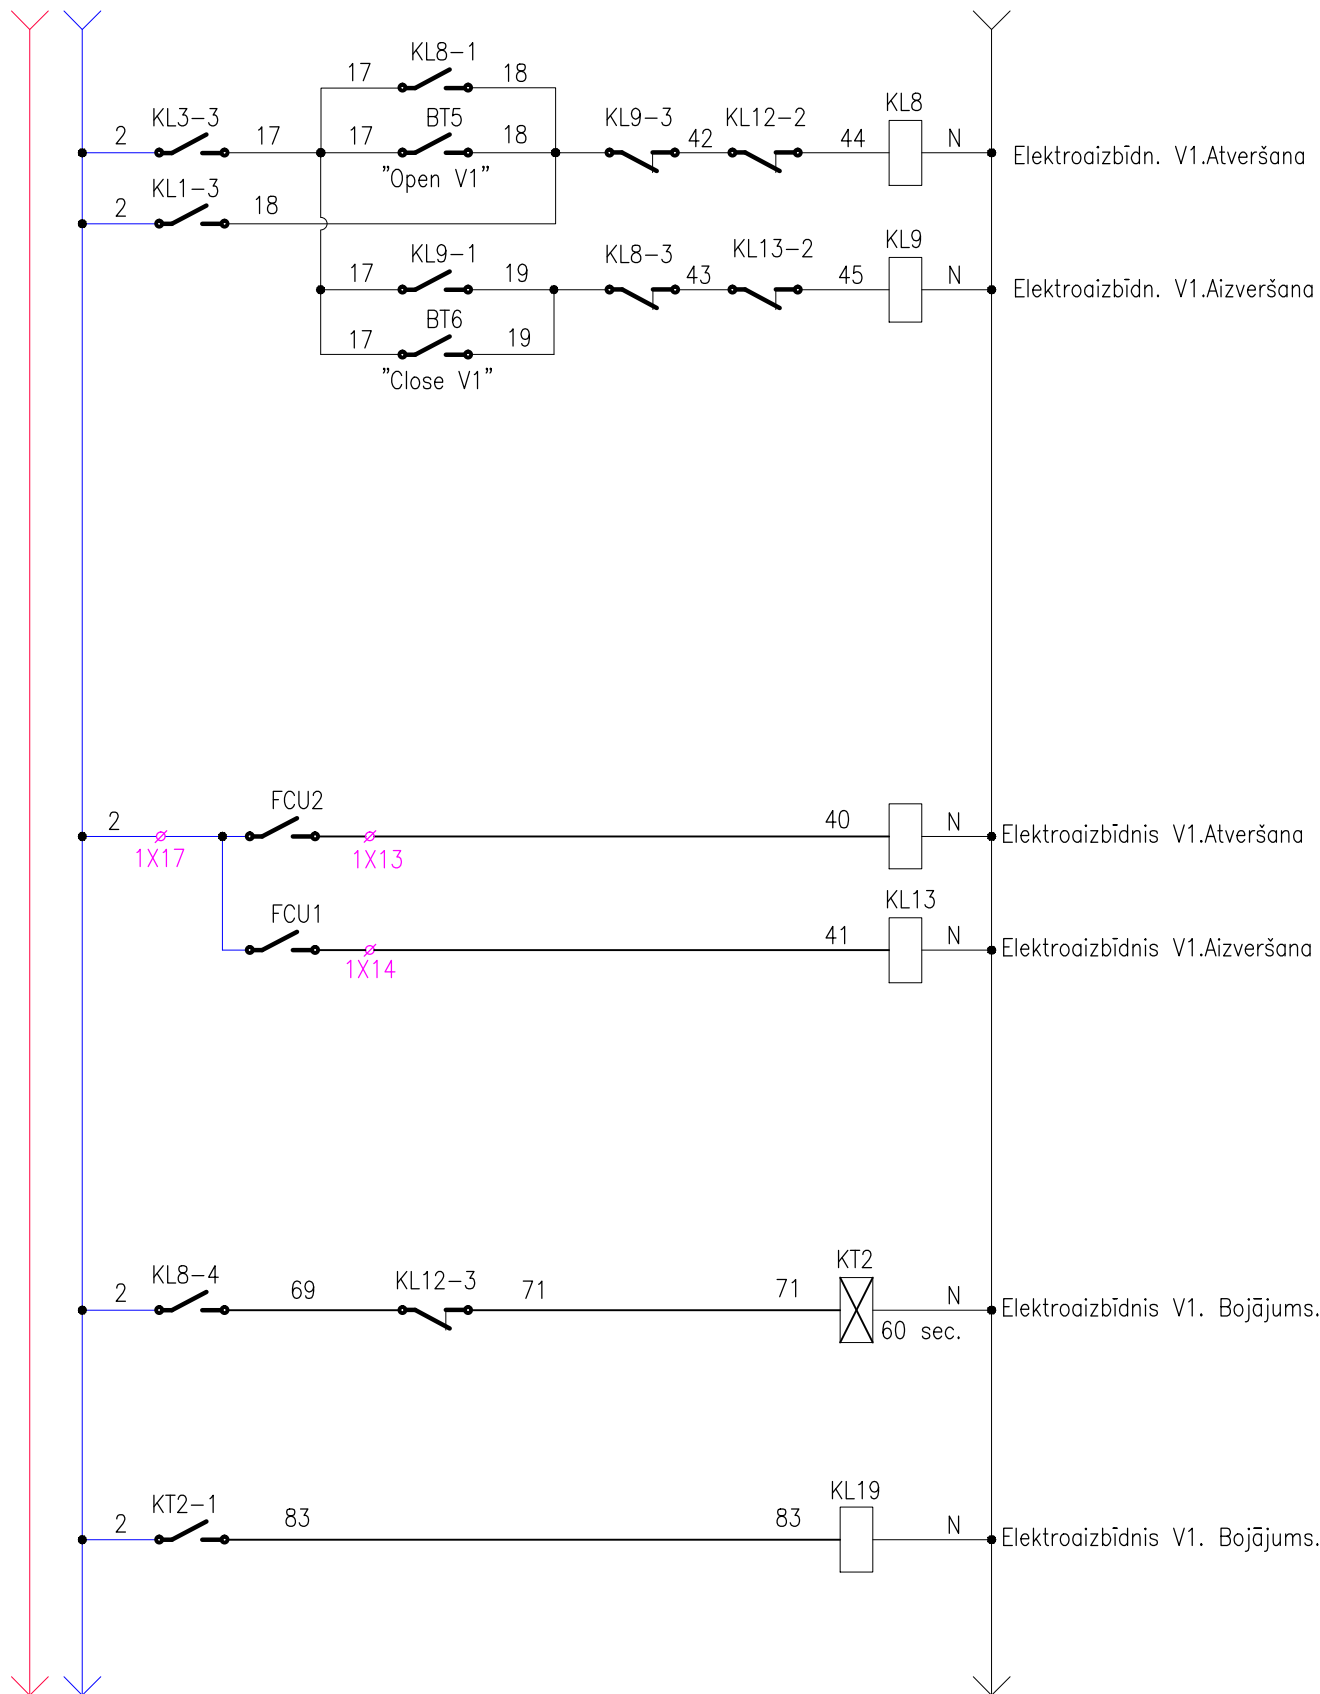 KL8-1
17 18
KL3-3 BT5 KL9-3 KL12-2 KL8
2 17 17 18 42 44 N
"Open V1"
Elektroaizbīdn. V1.Atveršana
KL1-3
2 18
KL9-1 KL8-3 KL13-2 KL9
17 19 43 45 N
Elektroaizbīdn. V1.Aizveršana
BT6
17 19
"Close V1"
FCU2
2 40 N
1X17 1X13
Elektroaizbīdnis V1.Atveršana
FCU1 KL13
41 N
1X14
Elektroaizbīdnis V1.Aizveršana
KL8-4 KL12-3 KT2
2 69 71 71 N
60 sec.
Elektroaizbīdnis V1. Bojājums.
KT2-1 KL19
2 83 83 N
Elektroaizbīdnis V1. Bojājums.